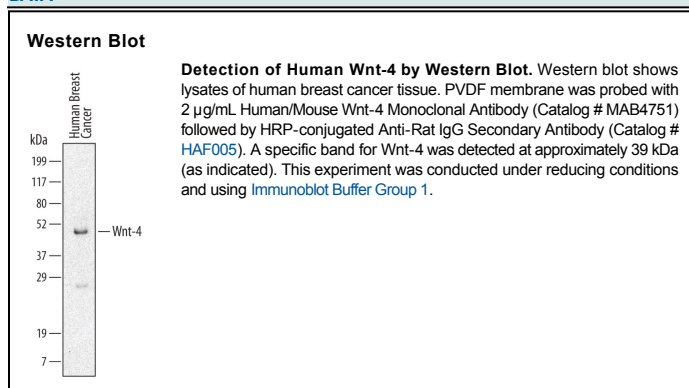 Western Blot
Human Breast
Cancer
kDa
199
117
80
52
37
29
19
7
Wnt-4
Detection of Human Wnt-4 by Western Blot. Western blot shows
lysates of human breast cancer tissue. PVDF membrane was probed with
2 µg/mL Human/Mouse Wnt-4 Monoclonal Antibody (Catalog # MAB4751)
followed by HRP-conjugated Anti-Rat IgG Secondary Antibody (Catalog #
HAF005). A specific band for Wnt-4 was detected at approximately 39 kDa
(as indicated). This experiment was conducted under reducing conditions
and using Immunoblot Buffer Group 1.